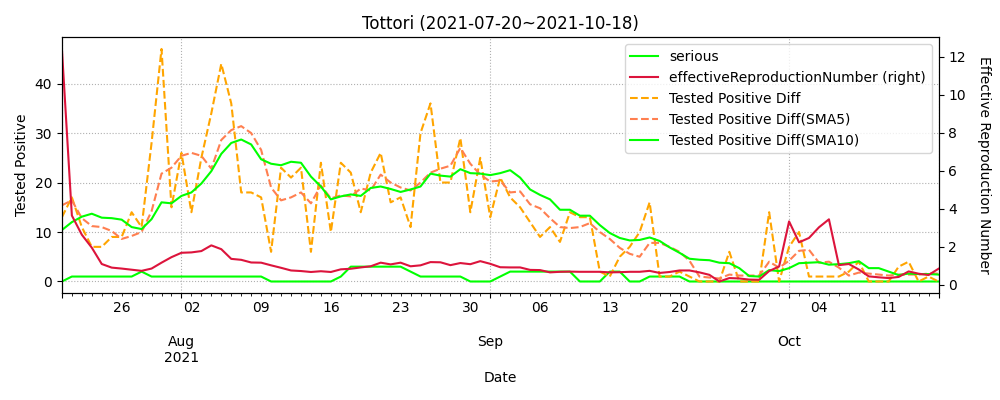 Tottori (2021-07-20~2021-10-18)
serious
effectiveReproductionNumber (right)
Tested Positive Diff
Tested Positive Diff(SMA5)
Tested Positive Diff(SMA10)
Tested Positive
0
10
20
30
40
Effective Reproduction Number
0
2
4
6
8
10
12
26 02 09 16 23 30 06 13 20 27 04 11
Aug Sep Oct
2021
Date